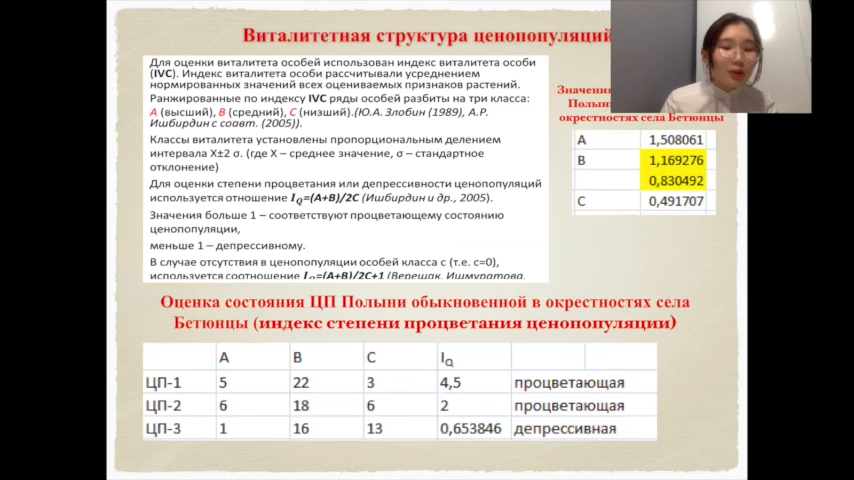 Виталитетная структура ценопопуляций
Для оценки виталитета особей использован индекс виталитета особи
(IVC). Индекс виталитета особи рассчитывали усреднением
нормированных значений всех оцениваемых признаков растений.
Ранжированные по индексу IVC ряды особей разбиты на три класса:
А (высший), В (средний), С (низший).(Ю.А. Злобин (1989), А.Р.
Ишбирдин с соавт. (2005)).
Классы виталитета установлены пропорциональным делением
интервала X±2 σ. (где X – среднее значение, σ – стандартное
отклонение)
Для оценки степени процветания или депрессивности ценопопуляций
используется отношение IQ=(A+B)/2C (Ишбирдин и др., 2005).
Значения больше 1 – соответствуют процветающему состоянию
ценопопуляции,
меньше 1 – депрессивному.
В случае отсутствия в ценопопуляции особей класса с (т.е. с=0),
используется соотношение IQ=(A+B)/2C+1 (Верещак, Ишмуратова,
Значения
Полыни
окрестностях села Бетюнцы
A 1,508061
B 1,169276
0,830492
C 0,491707
Оценка состояния ЦП Полыни обыкновенной в окрестностях села
Бетюнцы (индекс степени процветания ценопопуляции)
A B C IQ
ЦП-1 5 22 3 4,5 процветающая
ЦП-2 6 18 6 2 процветающая
ЦП-3 1 16 13 0,653846 депрессивная